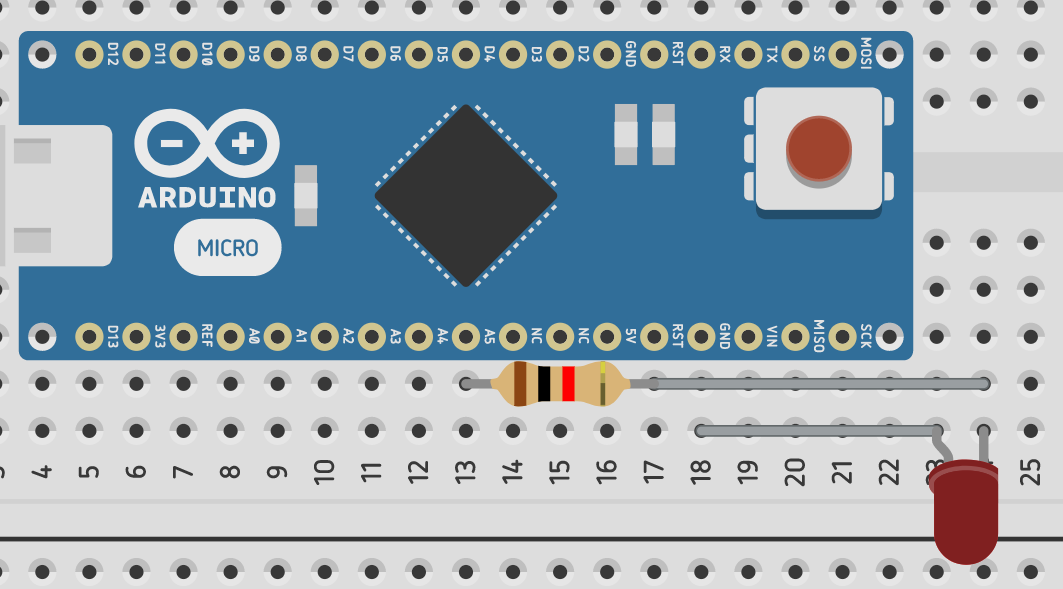 D12 D11 D10 D9 D8 D7 D6 D5 D4 D3 D2 GND RST RX TX SS MOSI
ARDUINO
MICRO
D13 3V3 REF A0 A1 A2 A3 A4 A5 NC NC 5V RST GND VIN MISO SCK
4 5 6 7 8 9 10 11 12 13 14 15 16 17 18 19 20 21 22 25